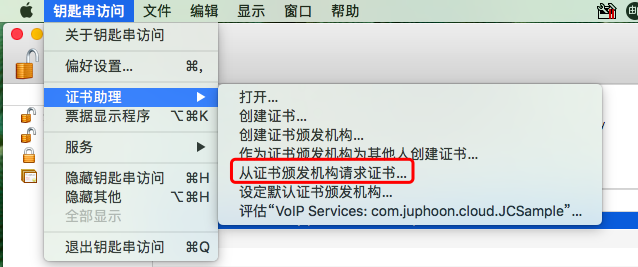 钥匙串访问 文件 编辑 显示 窗口 帮助
关于钥匙串访问
偏好设置... ⌘,
证书助理 ▶
票据显示程序 ⌥⌘K
服务 ▶
隐藏钥匙串访问 ⌘H
隐藏其他 ⌥⌘H
全部显示
退出钥匙串访问 ⌘Q
打开...
创建证书...
创建证书颁发机构...
作为证书颁发机构为其他人创建证书...
从证书颁发机构请求证书...
设定默认证书颁发机构...
评估“VoIP Services: com.juphoon.cloud.JCSample”...